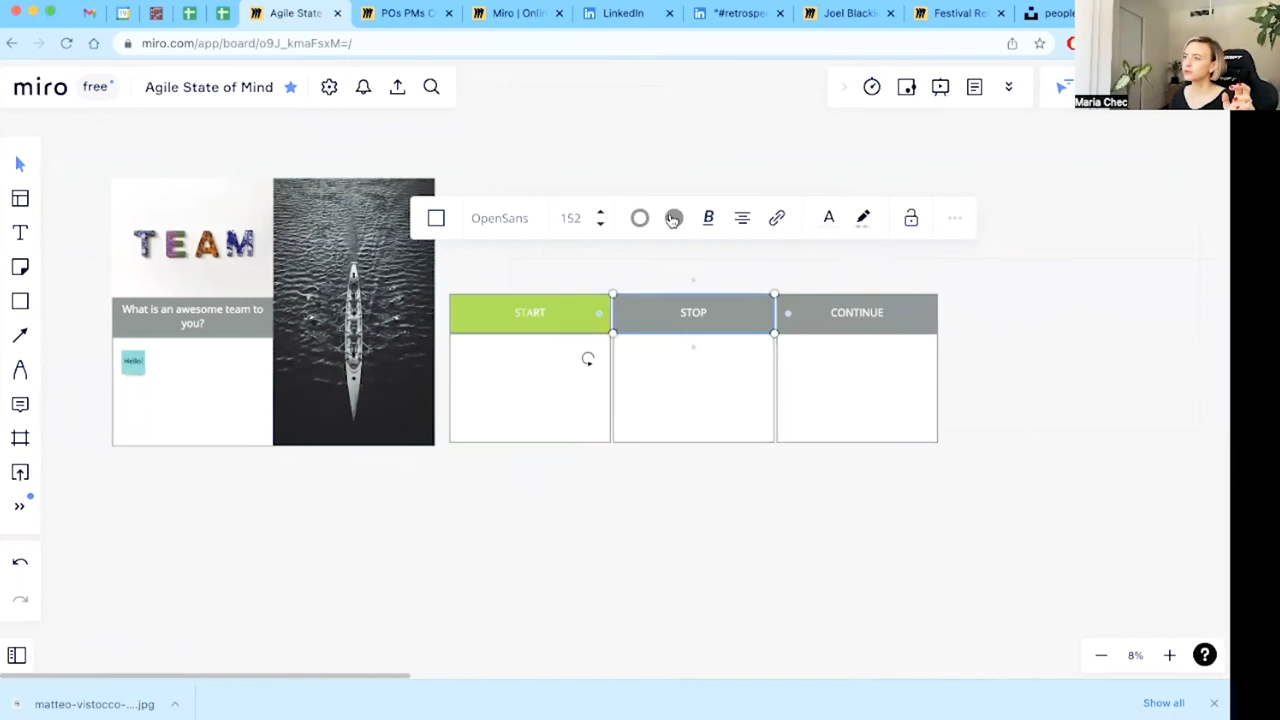 Agile State
POs PMs C
Miro | Onlin
LinkedIn
"#retrospe
Joel Blackl
Festival Re
people
miro.com/app/board/o9J_kmaFsxM=/
Maria Chec
miro free Agile State of Mind
OpenSans 152 B A
TEAM
What is an awesome team to
you?
Hello!
START STOP CONTINUE
8%
matteo-vistocco-....jpg
Show all